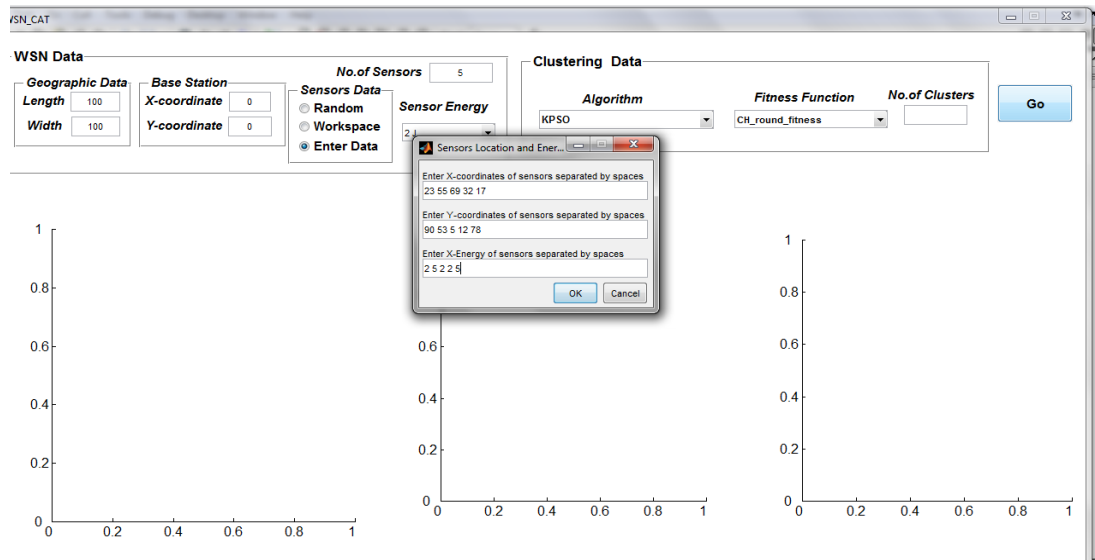 WSN_CAT
WSN Data
Geographic Data
Length 100
Width 100
Base Station
X-coordinate 0
Y-coordinate 0
No.of Sensors 5
Sensors Data
Random
Workspace
Enter Data
Sensor Energy
2 J
Clustering Data
Algorithm
KPSO
Fitness Function
CH_round_fitness
No.of Clusters
Go
Sensors Location and Ener...
Enter X-coordinates of sensors separated by spaces
23 55 69 32 17
Enter Y-coordinates of sensors separated by spaces
90 53 5 12 78
Enter X-Energy of sensors separated by spaces
2 5 2 2 5
OK Cancel
1
0.8
0.6
0.4
0.2
0
0 0.2 0.4 0.6 0.8 1
0.6
0.4
0.2
0
0 0.2 0.4 0.6 0.8 1
1
0.8
0.6
0.4
0.2
0
0 0.2 0.4 0.6 0.8 1